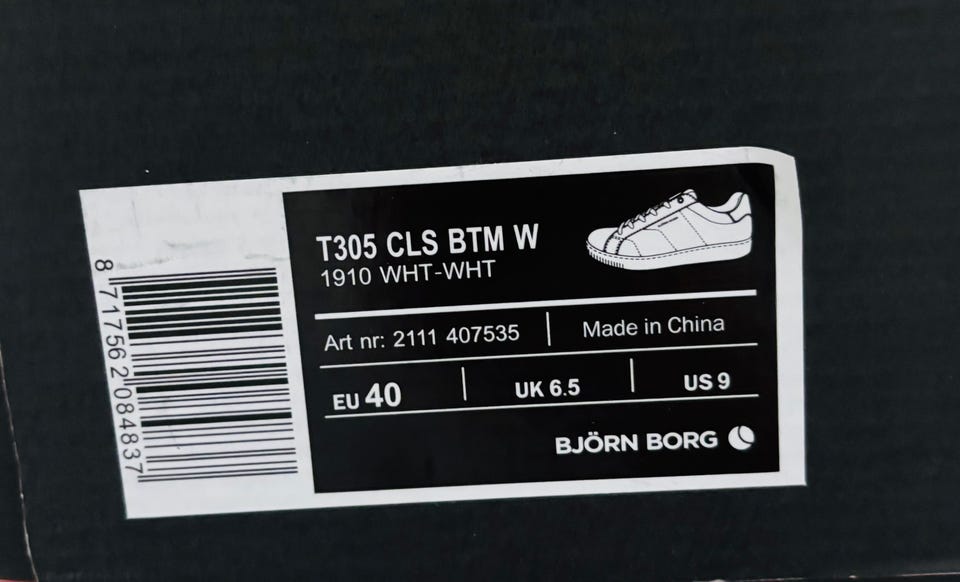 T305 CLS BTM W
1910 WHT-WHT
Art nr: 2111 407535 Made in China
EU 40 UK 6.5 US 9
BJÖRN BORG
8 717562 084837